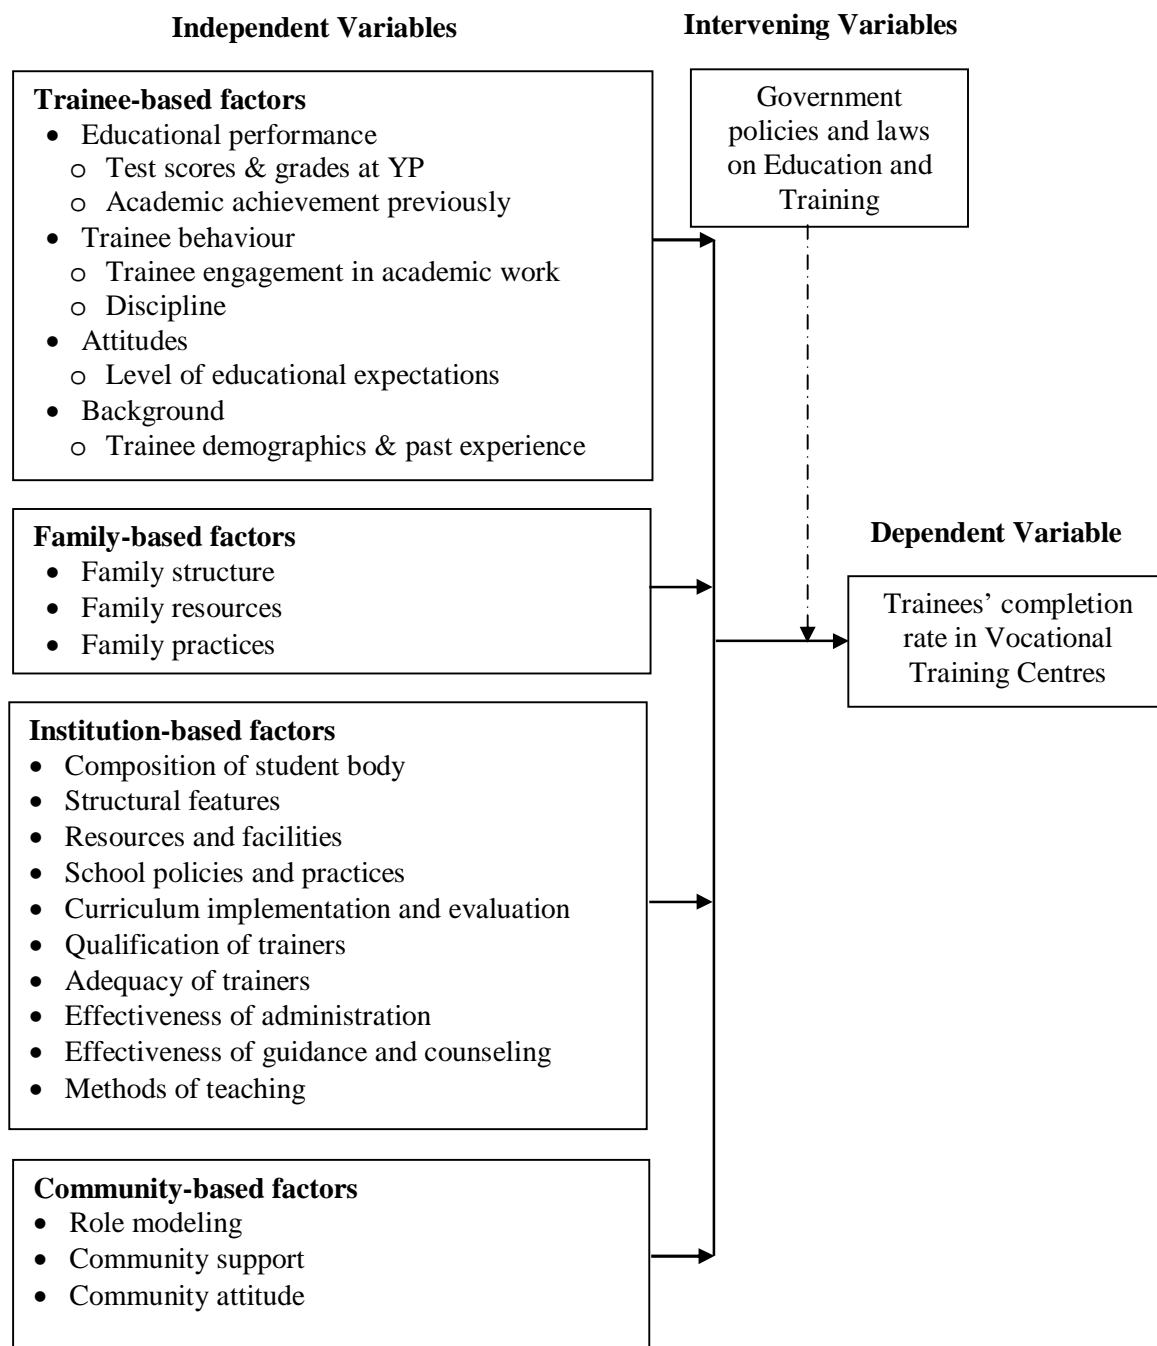 Independent Variables
Intervening Variables
Trainee-based factors
• Educational performance
o Test scores & grades at YP
o Academic achievement previously
• Trainee behaviour
o Trainee engagement in academic work
o Discipline
• Attitudes
o Level of educational expectations
• Background
o Trainee demographics & past experience
Government
policies and laws
on Education and
Training
Family-based factors
• Family structure
• Family resources
• Family practices
Dependent Variable
Trainees’ completion
rate in Vocational
Training Centres
Institution-based factors
• Composition of student body
• Structural features
• Resources and facilities
• School policies and practices
• Curriculum implementation and evaluation
• Qualification of trainers
• Adequacy of trainers
• Effectiveness of administration
• Effectiveness of guidance and counseling
• Methods of teaching
Community-based factors
• Role modeling
• Community support
• Community attitude